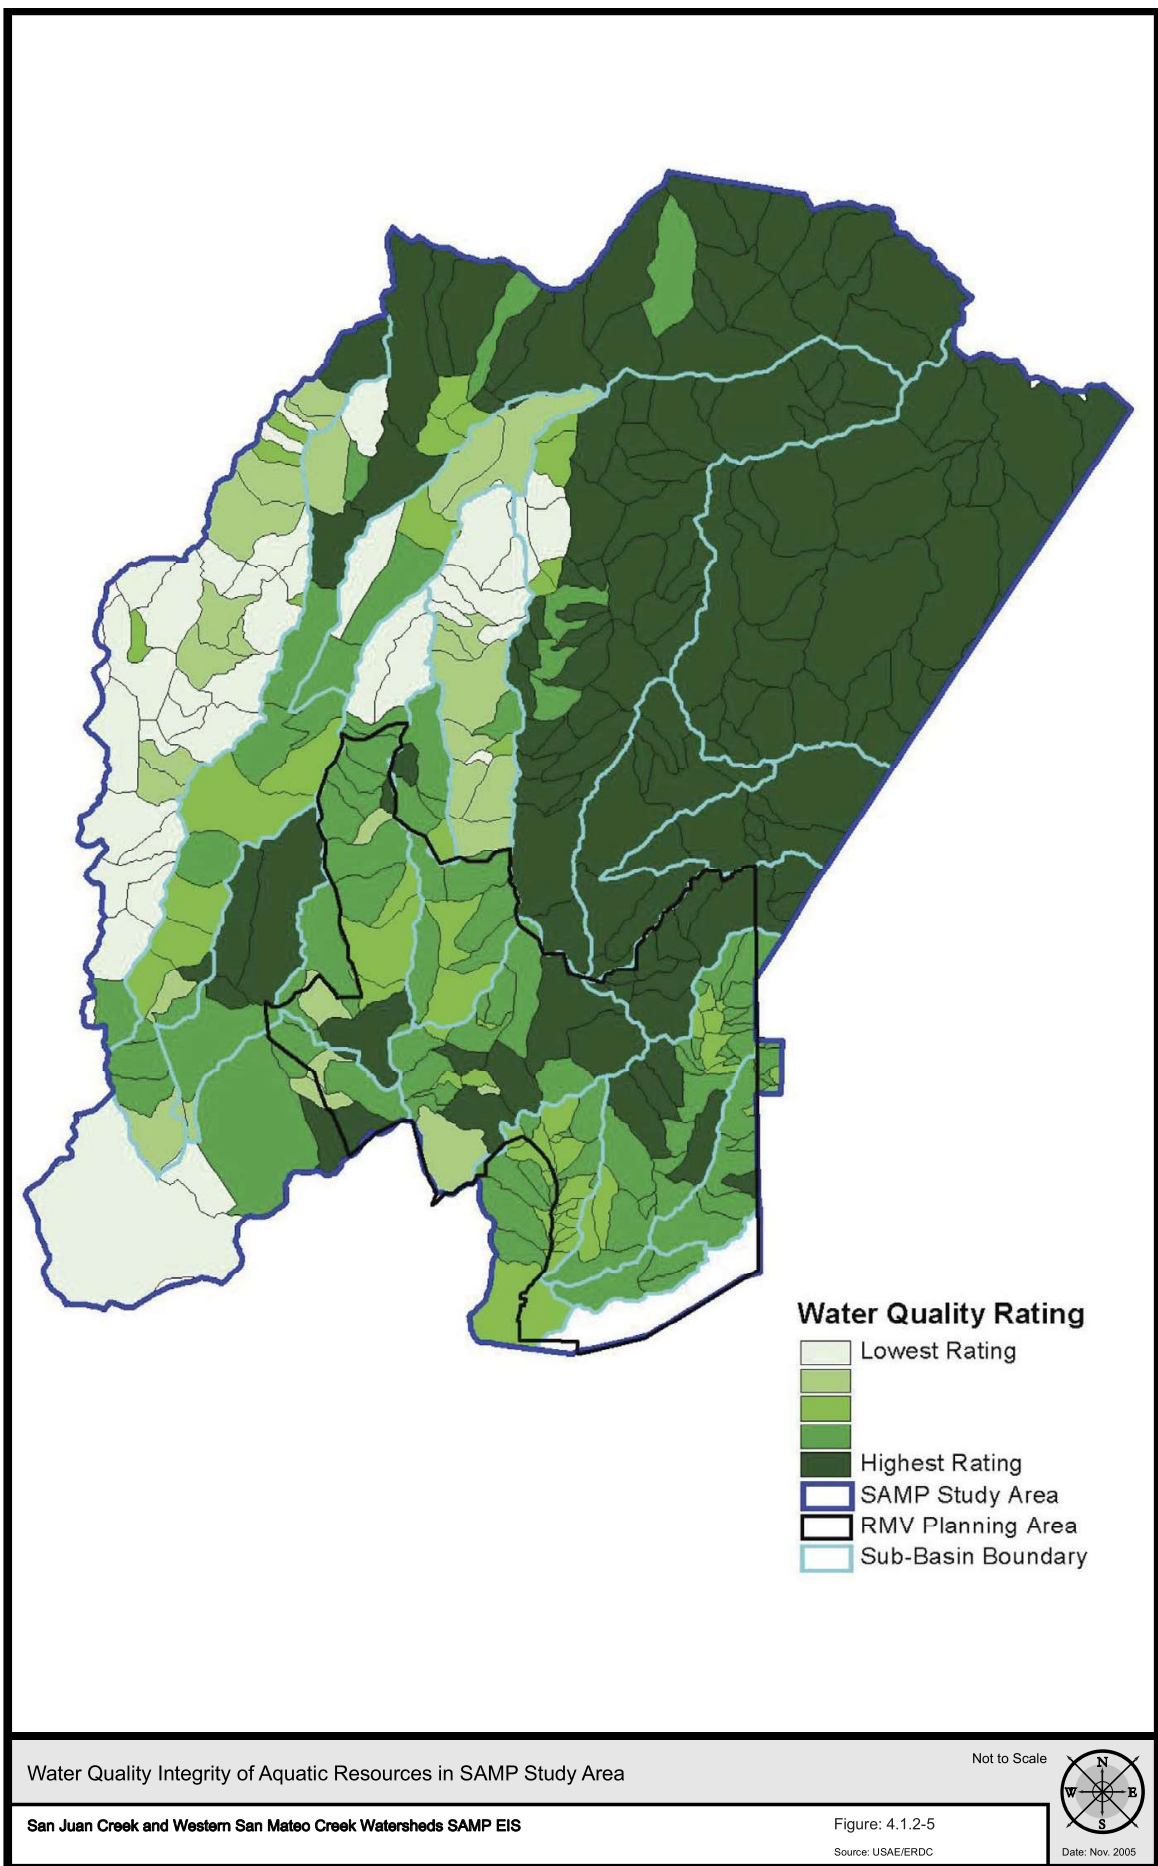 Water Quality Rating
Lowest Rating
Highest Rating
SAMP Study Area
RMV Planning Area
Sub-Basin Boundary
Water Quality Integrity of Aquatic Resources in SAMP Study Area
Not to Scale
N
W E
S
San Juan Creek and Western San Mateo Creek Watersheds SAMP EIS
Figure: 4.1.2-5
Source: USAE/ERDC
Date: Nov. 2005